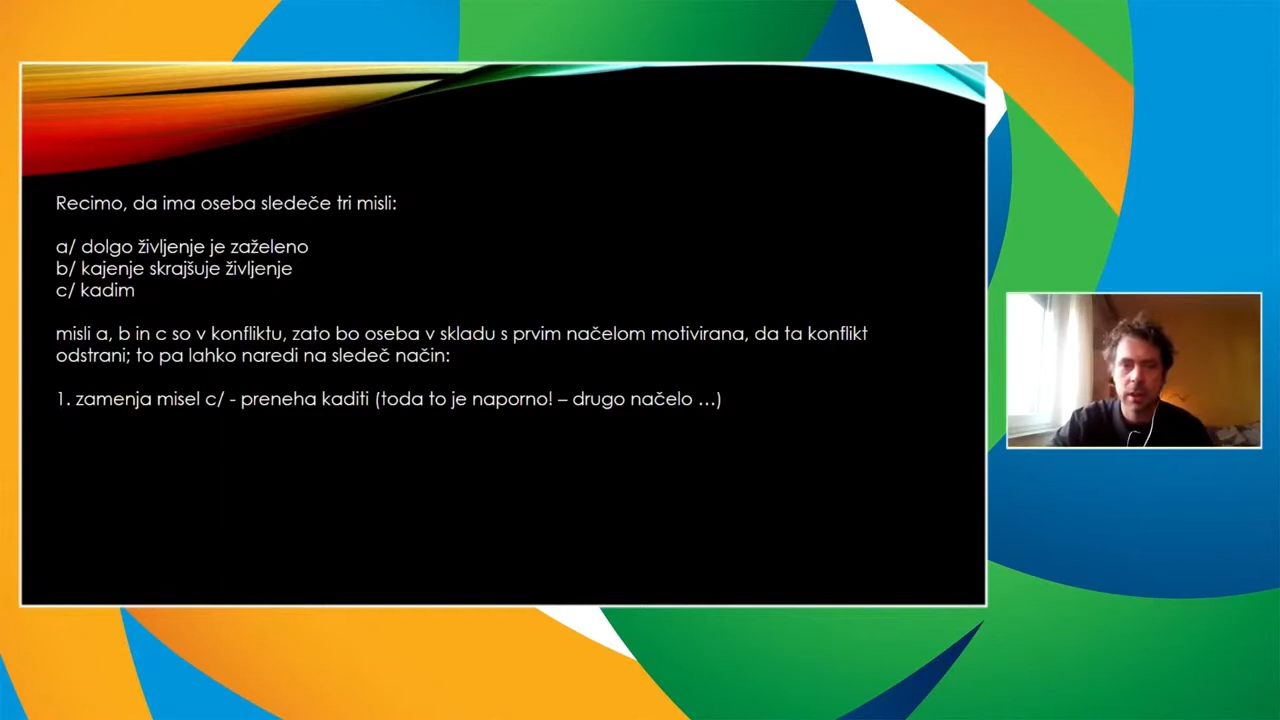 Recimo, da ima oseba sledeče tri misli:
a/ dolgo življenje je zaželeno
b/ kajenje skrajšuje življenje
c/ kadim
misli a, b in c so v konfliktu, zato bo oseba v skladu s prvim načelom motivirana, da ta konflikt
odstrani; to pa lahko naredi na sledeč način:
1. zamenja misel c/ - preneha kaditi (toda to je naporno! – drugo načelo …)